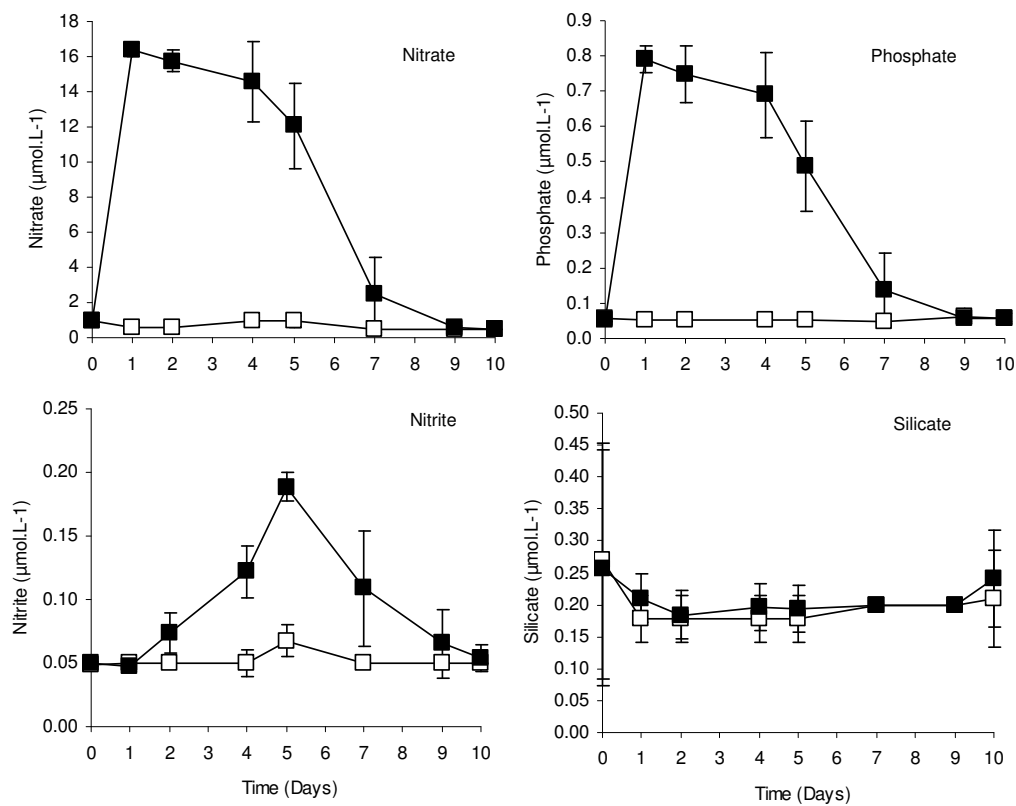 Nitrate
18
16
14
12
10
8
6
4
2
0
Nitrate (µmol.L-1)
0 1 2 3 4 5 6 7 8 9 10
Phosphate
0.9
0.8
0.7
0.6
0.5
0.4
0.3
0.2
0.1
0.0
Phosphate (µmol.L-1)
0 1 2 3 4 5 6 7 8 9 10
Nitrite
0.25
0.20
0.15
0.10
0.05
0.00
Nitrite (µmol.L-1)
0 1 2 3 4 5 6 7 8 9 10
Time (Days)
Silicate
0.50
0.45
0.40
0.35
0.30
0.25
0.20
0.15
0.10
0.05
0.00
Silicate (µmol.L-1)
0 1 2 3 4 5 6 7 8 9 10
Time (Days)